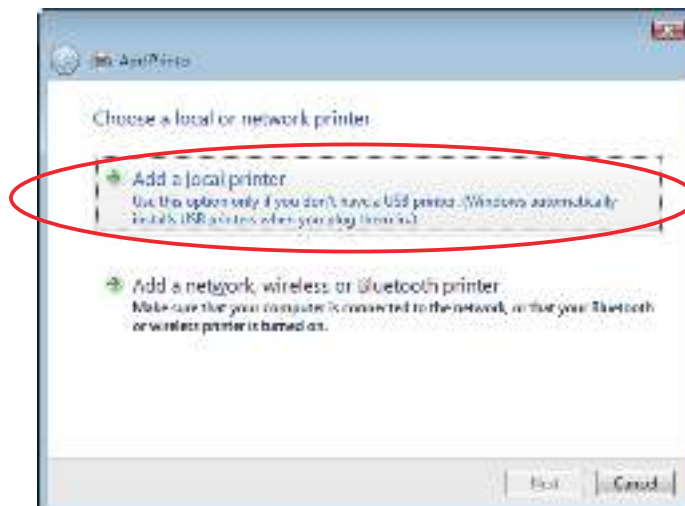 Add Printer
Choose a local or network printer
Add a local printer
Use this option only if you don't have a USB printer. (Windows automatically
installs USB printers when you plug them in.)
Add a network, wireless or Bluetooth printer
Make sure that your computer is connected to the network, or that your Bluetooth
or wireless printer is turned on.
Next
Cancel